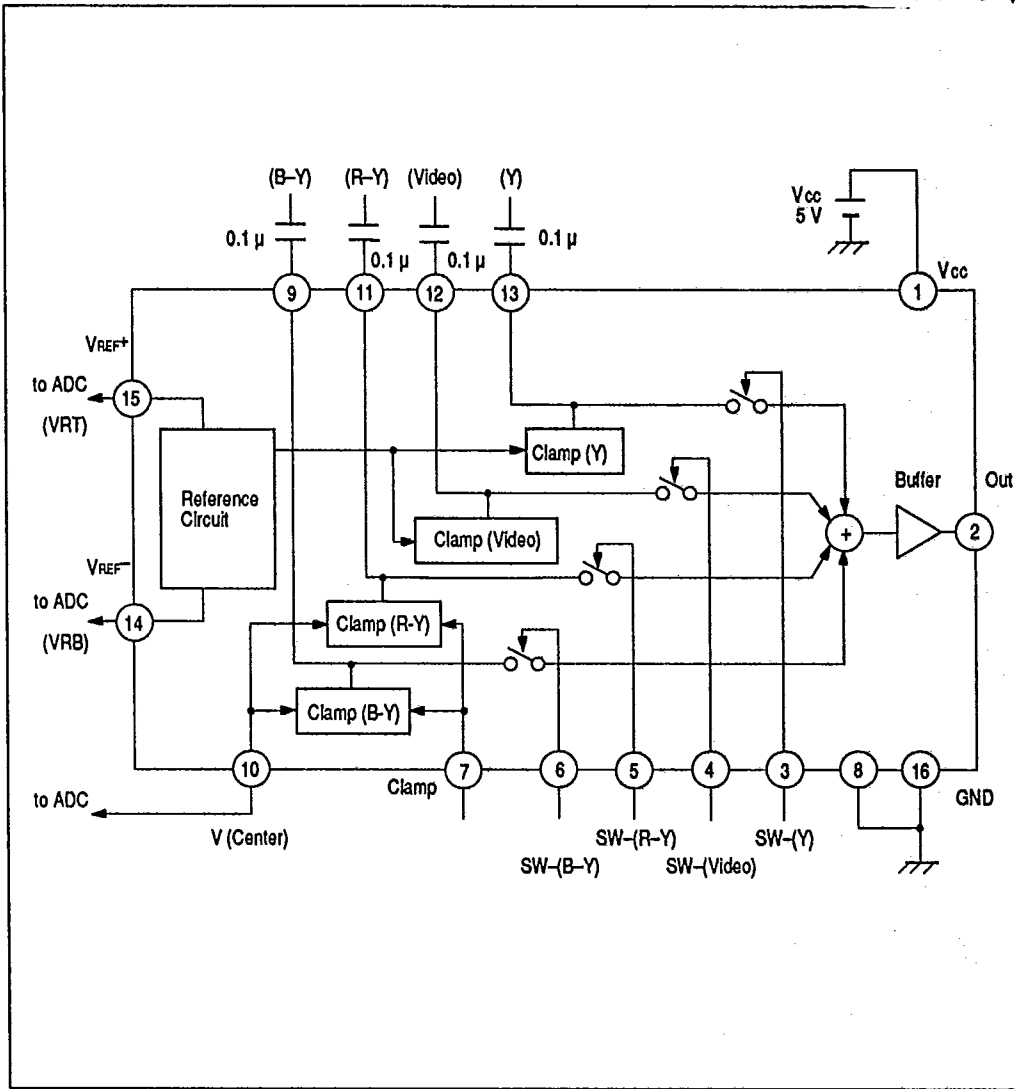 (B–Y)
(R–Y)
(Video)
(Y)
0.1 µ
0.1 µ
0.1 µ
0.1 µ
Vcc
5 V
9
11
12
13
1
Vcc
VREF+
to ADC
15
(VRT)
Reference
Circuit
Clamp (Y)
Clamp (Video)
Buffer
Out
+
2
VREF–
to ADC
14
(VRB)
Clamp (R-Y)
Clamp (B-Y)
10
7
6
5
4
3
8
16
Clamp
GND
to ADC
V (Center)
SW–(R–Y)
SW–(Y)
SW–(B–Y)
SW–(Video)